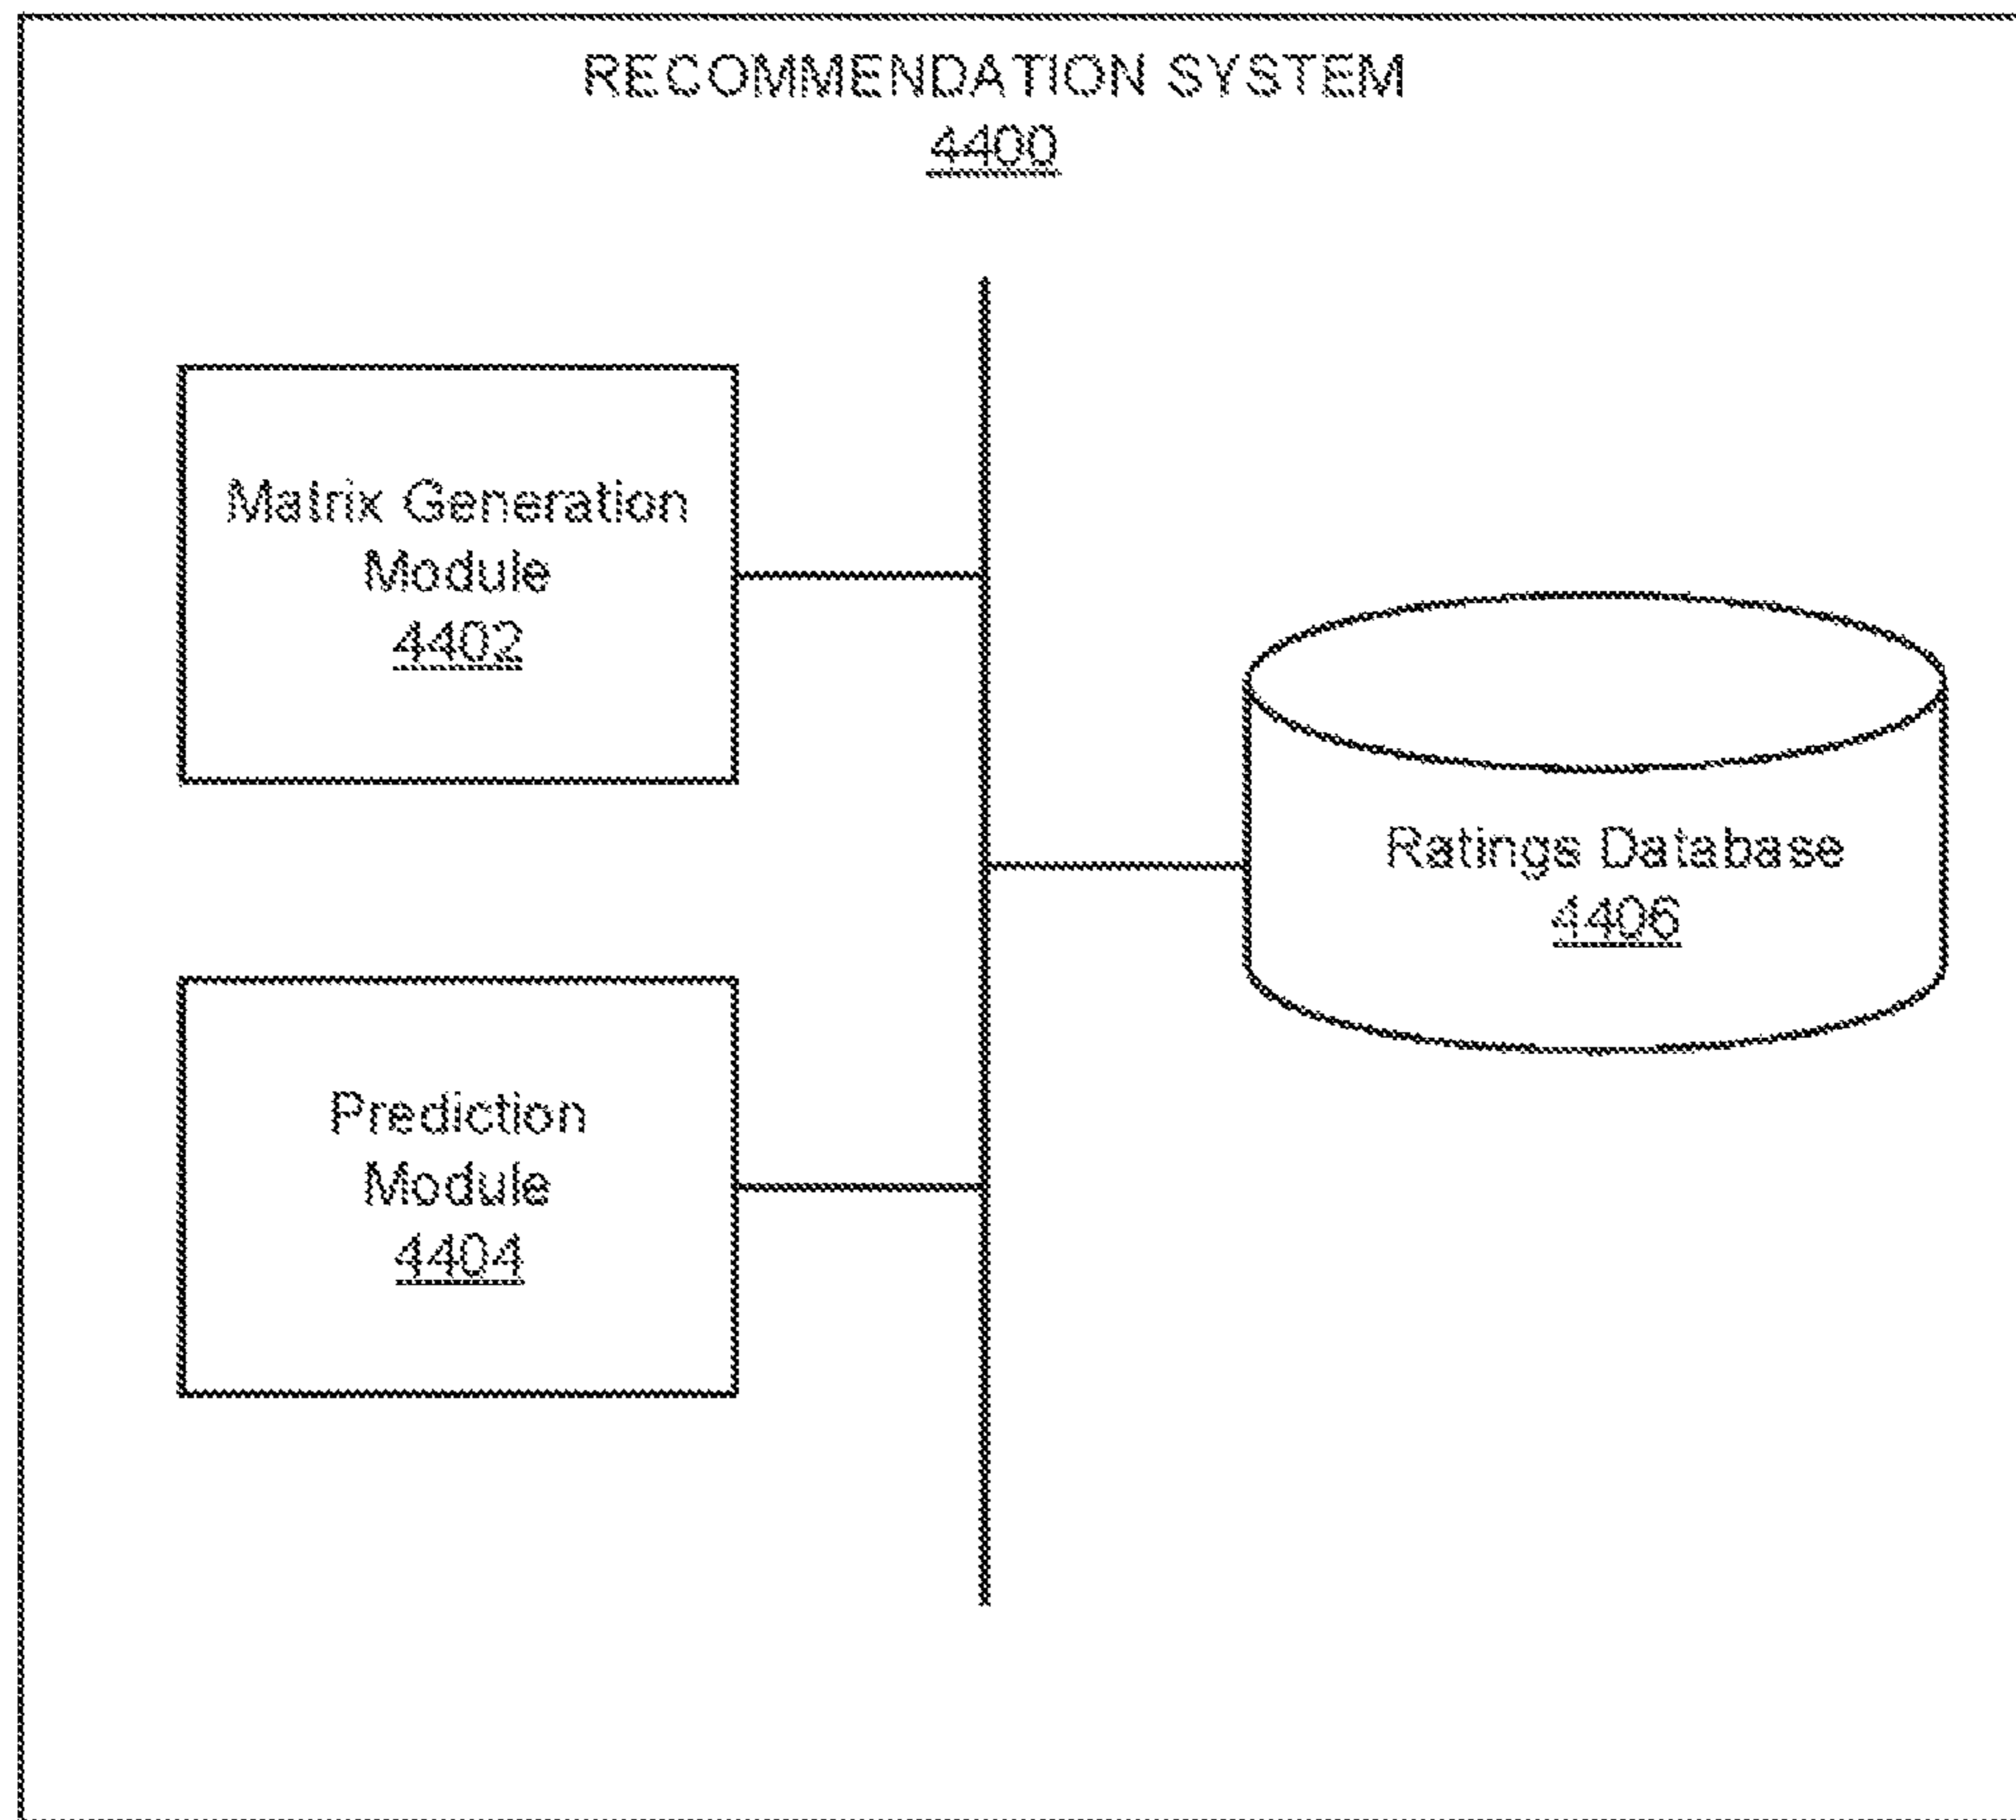 RECOMMENDATION SYSTEM
4400
Matrix Generation
Module
4402
Ratings Database
4406
Prediction
Module
4404